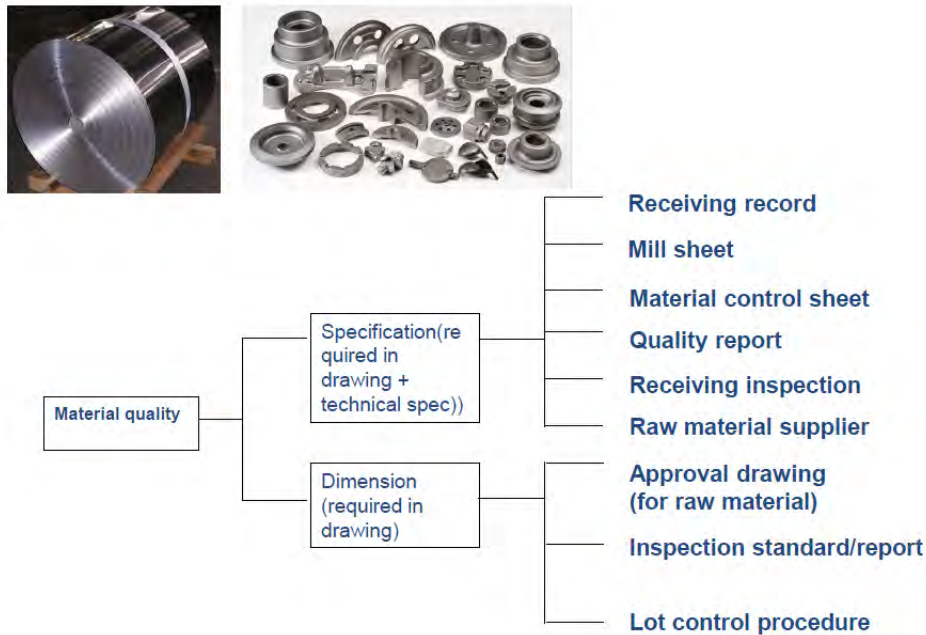 Receiving record
Mill sheet
Material control sheet
Specification(re
quired in
drawing +
technical spec))
Quality report
Receiving inspection
Material quality
Raw material supplier
Dimension
(required in
drawing)
Approval drawing
(for raw material)
Inspection standard/report
Lot control procedure